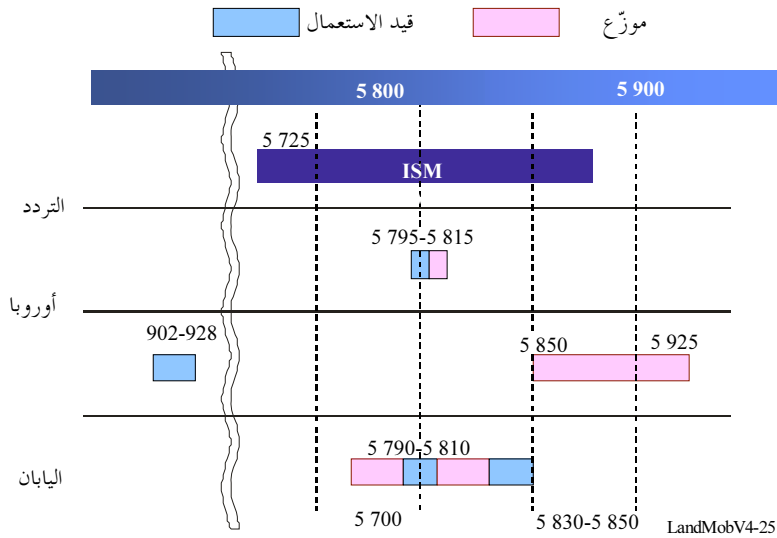 قيد الاستعمال
موزّع
5 800
5 900
5 725
ISM
التردد
5 795-5 815
أوروبا
902-928
5 850
5 925
5 790-5 810
اليابان
5 700
5 830-5 850
LandMobV4-25